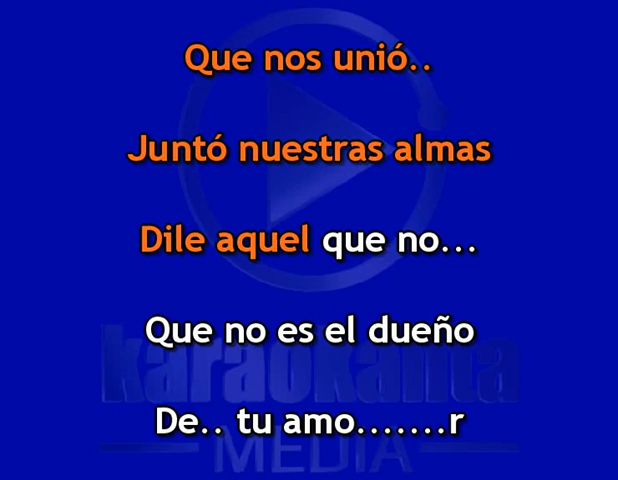 Que nos unió..
Juntó nuestras almas
Dile aquel que no...
Que no es el dueño
karaokanta
De.. tu amo.......r
MEDIA